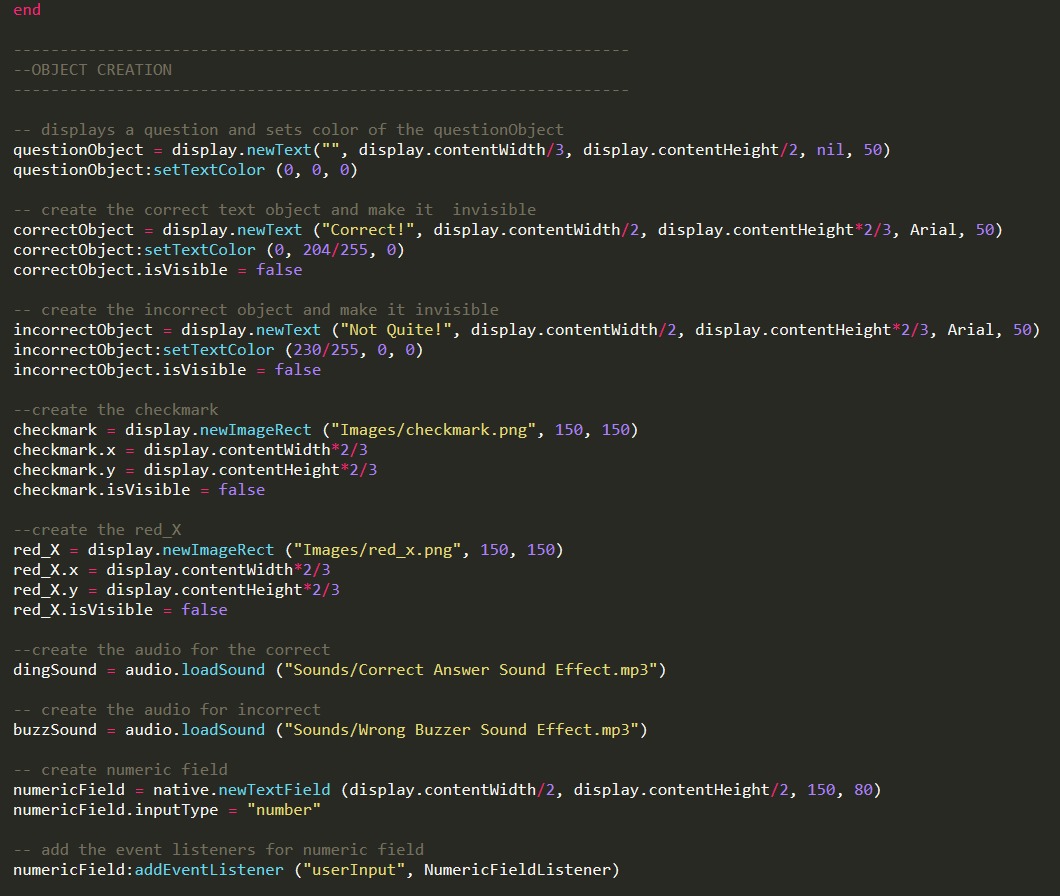 end
------------------------------------------------------------------
--OBJECT CREATION
------------------------------------------------------------------
-- displays a question and sets color of the questionObject
questionObject = display.newText("", display.contentWidth/3, display.contentHeight/2, nil, 50)
questionObject:setTextColor (0, 0, 0)
-- create the correct text object and make it  invisible
correctObject = display.newText ("Correct!", display.contentWidth/2, display.contentHeight*2/3, Arial, 50)
correctObject:setTextColor (0, 204/255, 0)
correctObject.isVisible = false
-- create the incorrect object and make it invisible
incorrectObject = display.newText ("Not Quite!", display.contentWidth/2, display.contentHeight*2/3, Arial, 50)
incorrectObject:setTextColor (230/255, 0, 0)
incorrectObject.isVisible = false
--create the checkmark
checkmark = display.newImageRect ("Images/checkmark.png", 150, 150)
checkmark.x = display.contentWidth*2/3
checkmark.y = display.contentHeight*2/3
checkmark.isVisible = false
--create the red_X
red_X = display.newImageRect ("Images/red_x.png", 150, 150)
red_X.x = display.contentWidth*2/3
red_X.y = display.contentHeight*2/3
red_X.isVisible = false
--create the audio for the correct
dingSound = audio.loadSound ("Sounds/Correct Answer Sound Effect.mp3")
-- create the audio for incorrect
buzzSound = audio.loadSound ("Sounds/Wrong Buzzer Sound Effect.mp3")
-- create numeric field
numericField = native.newTextField (display.contentWidth/2, display.contentHeight/2, 150, 80)
numericField.inputType = "number"
-- add the event listeners for numeric field
numericField:addEventListener ("userInput", NumericFieldListener)